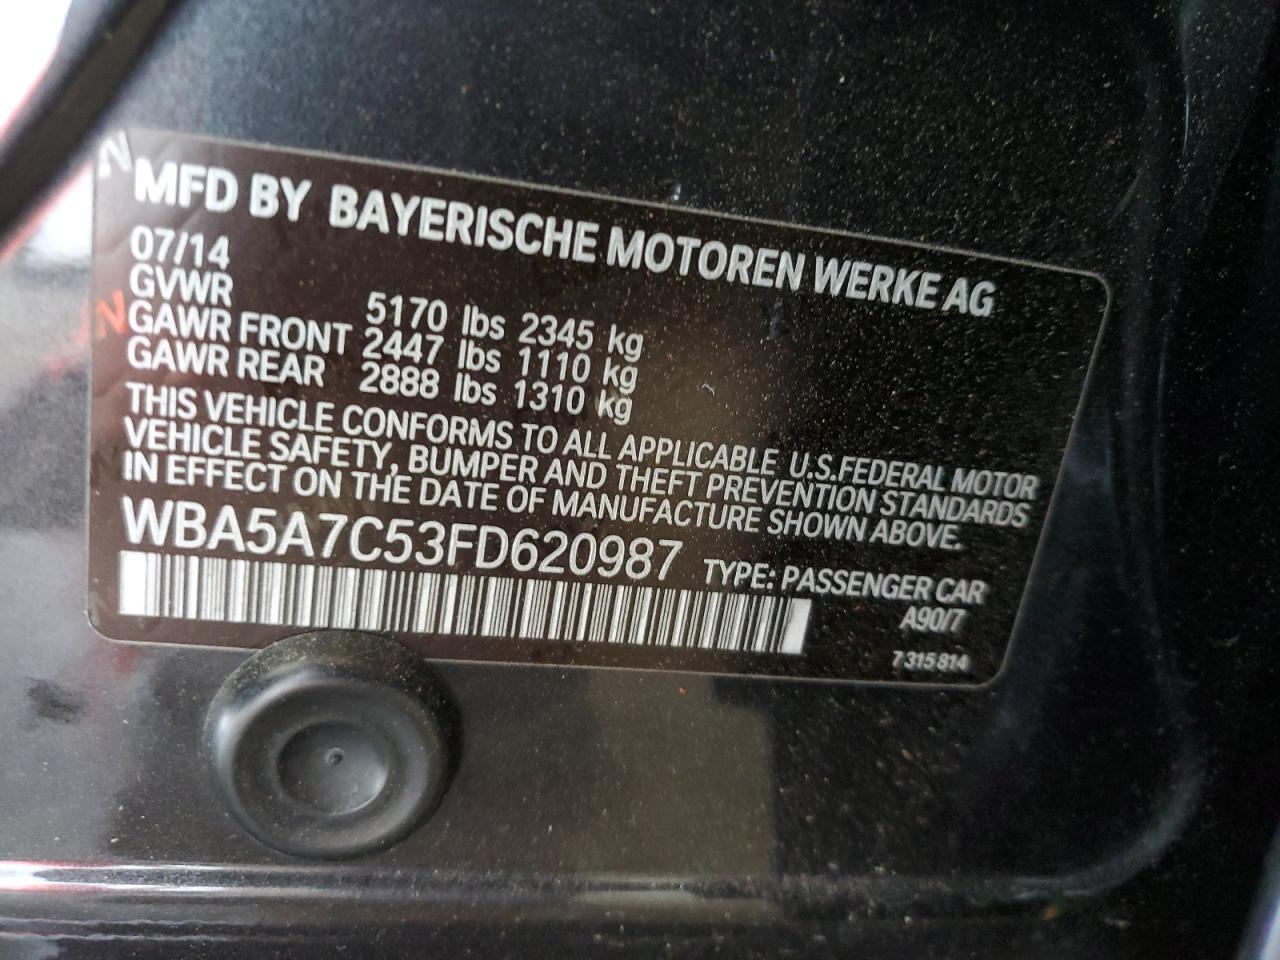 MFD BY BAYERISCHE MOTOREN WERKE AG
07/14
GVWR 5170 lbs 2345 kg
GAWR FRONT 2447 lbs 1110 kg
GAWR REAR 2888 lbs 1310 kg
THIS VEHICLE CONFORMS TO ALL APPLICABLE U.S.FEDERAL MOTOR
VEHICLE SAFETY, BUMPER AND THEFT PREVENTION STANDARDS
IN EFFECT ON THE DATE OF MANUFACTURE SHOWN ABOVE.
WBA5A7C53FD620987 TYPE: PASSENGER CAR
A90/7
7 315 814